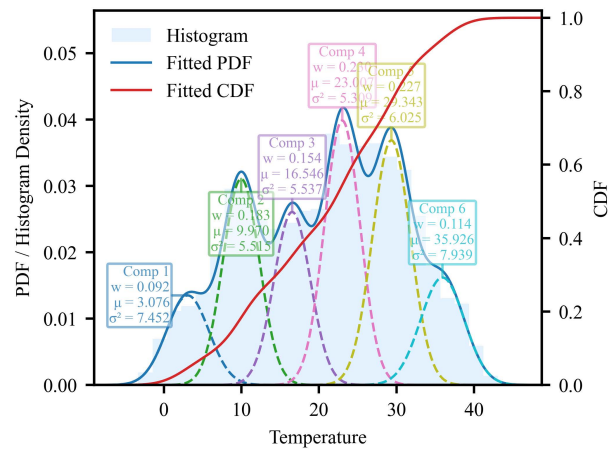 Histogram
Fitted PDF
Fitted CDF
PDF / Histogram Density
0.05
0.04
0.03
0.02
0.01
0.00
Comp 1
w = 0.092
μ = 3.076
σ² = 7.452
Comp 2
w = 0.183
μ = 9.970
σ² = 5.515
Comp 3
w = 0.154
μ = 16.546
σ² = 5.537
Comp 4
μ = 23.007
w = 0.227
μ = 29.343
σ² = 6.025
Comp 6
w = 0.114
μ = 35.926
σ² = 7.939
1.0
0.8
0.6
0.4
0.2
0.0
CDF
0 10 20 30 40
Temperature